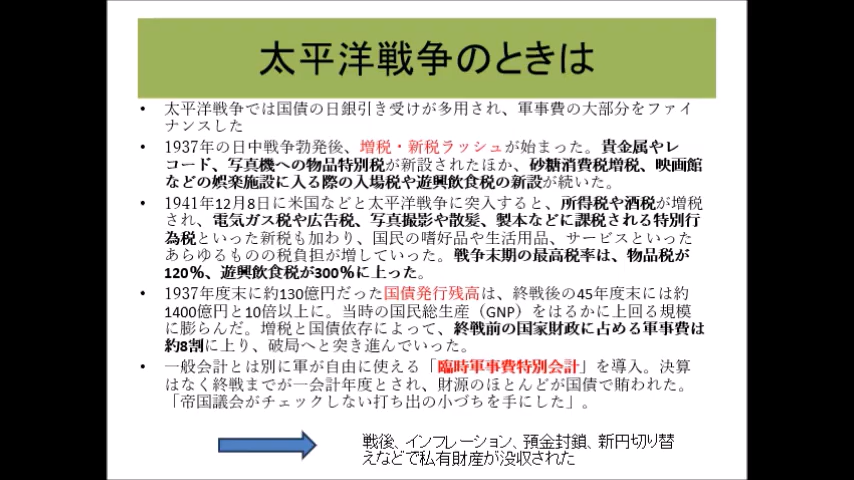 太平洋戦争のときは
• 太平洋戦争では国債の日銀引き受けが多用され、軍事費の大部分をファイ
ナンスした
• 1937年の日中戦争勃発後、増税・新税ラッシュが始まった。貴金属やレ
コード、写真機への物品特別税が新設されたほか、砂糖消費税増税、映画館
などの娯楽施設に入る際の入場税や遊興飲食税の新設が続いた。
• 1941年12月8日に米国などと太平洋戦争に突入すると、所得税や酒税が増税
され、電気ガス税や広告税、写真撮影や散髪、製本などに課税される特別行
為税といった新税も加わり、国民の嗜好品や生活用品、サービスといった
あらゆるものの税負担が増していった。戦争末期の最高税率は、物品税が
120%、遊興飲食税が300%に上った。
• 1937年度末に約130億円だった国債発行残高は、終戦後の45年度末には約
1400億円と10倍以上に。当時の国民総生産（GNP）をはるかに上回る規模
に膨らんだ。増税と国債依存によって、終戦前の国家財政に占める軍事費は
約8割に上り、破局へと突き進んでいった。
• 一般会計とは別に軍が自由に使える「臨時軍事費特別会計」を導入。決算
はなく終戦までが一会計年度とされ、財源のほとんどが国債で賄われた。
「帝国議会がチェックしない打ち出の小づちを手にした」。
戦後、インフレーション、預金封鎖、新円切り替
えなどで私有財産が没収された